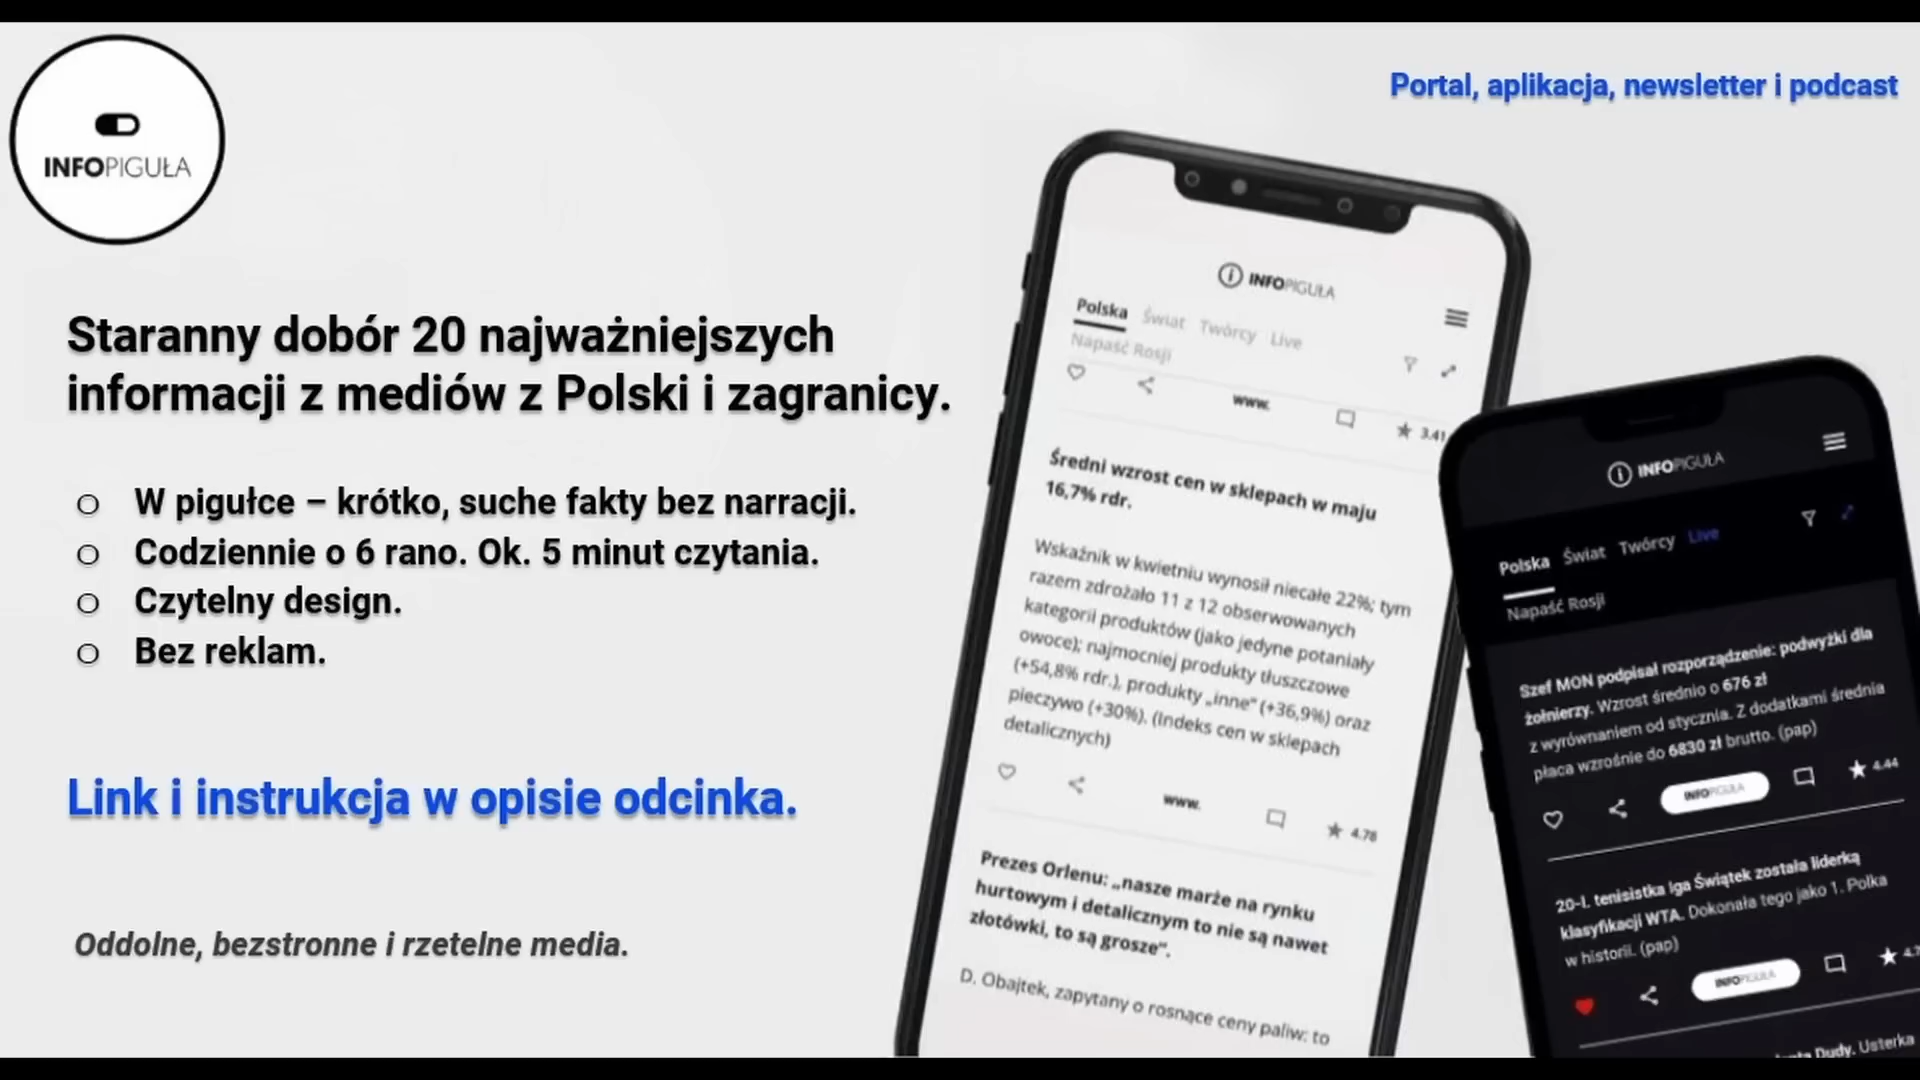 INFOPIGUŁA
Portal, aplikacja, newsletter i podcast
Staranny dobór 20 najważniejszych
informacji z mediów z Polski i zagranicy.
W pigułce – krótko, suche fakty bez narracji.
Codziennie o 6 rano. Ok. 5 minut czytania.
Czytelny design.
Bez reklam.
Link i instrukcja w opisie odcinka.
Oddolne, bezstronne i rzetelne media.
INFOPIGUŁA
Polska Świat Twórcy Live
Napaść Rosji
www. 3.41
Średni wzrost cen w sklepach w maju
16,7% rdr.
Wskaźnik w kwietniu wynosił niecałe 22%; tym
razem zdrożało 11 z 12 obserwowanych
kategorii produktów (jako jedyne potaniały
owoce); najmocniej produkty tłuszczowe
(+54,8% rdr.), produkty „inne” (+36,9%) oraz
pieczywo (+30%). (Indeks cen w sklepach
detalicznych)
www. 4.78
Prezes Orlenu: „nasze marże na rynku
hurtowym i detalicznym to nie są nawet
złotówki, to są grosze”.
D. Obajtek, zapytany o rosnące ceny paliw: to
INFOPIGUŁA
Polska Świat Twórcy Live
Napaść Rosji
Szef MON podpisał rozporządzenie: podwyżki dla
żołnierzy. Wzrost średnio o 676 zł
z wyrównaniem od stycznia. Z dodatkami średnia
płaca wzrośnie do 6830 zł brutto. (pap)
INFOPIGUŁA 4.44
20-l. tenisistka Iga Świątek została liderką
klasyfikacji WTA. Dokonała tego jako 1. Polka
w historii. (pap)
INFOPIGUŁA
Dudy. Usterka